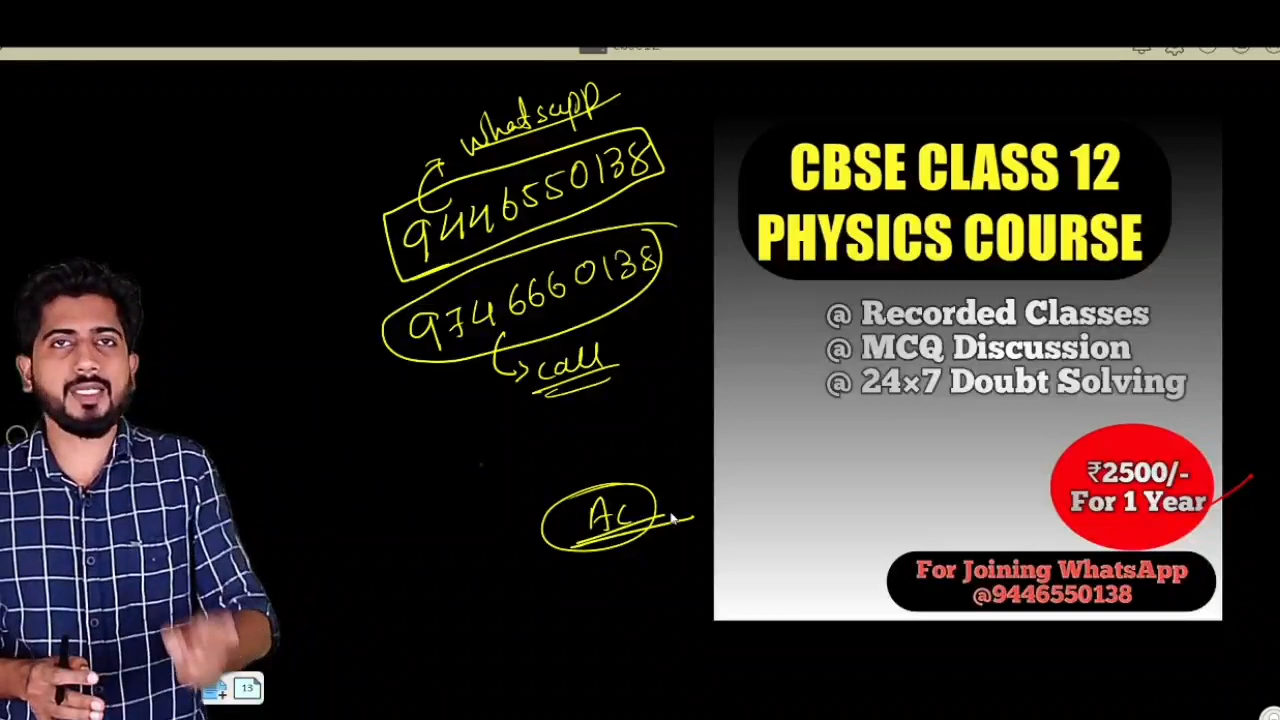 whatsapp
9446550138
9746660138
call
Ac
CBSE CLASS 12
PHYSICS COURSE
@ Recorded Classes
@ MCQ Discussion
@ 24×7 Doubt Solving
₹2500/-
For 1 Year
For Joining WhatsApp
@9446550138
13